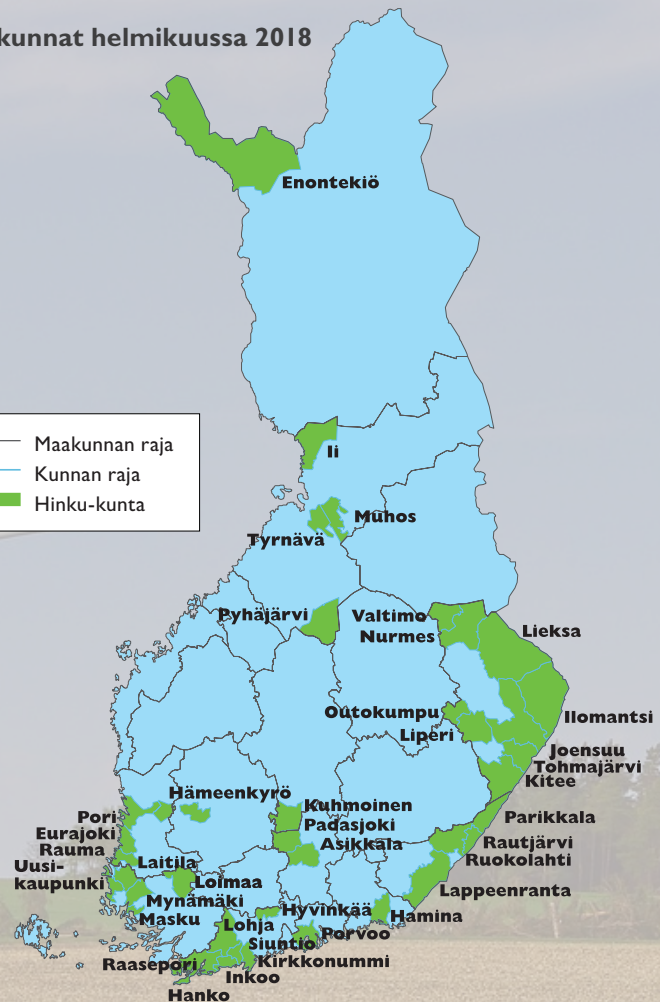 kunnat helmikuussa 2018
Enontekiö
Maakunnan raja
Kunnan raja
Hinku-kunta
Ii
Muhos
Tyrnävä
Pyhäjärvi
Valtimo
Nurmes
Lieksa
Outokumpu
Liperi
Ilomantsi
Joensuu
Tohmajärvi
Kitee
Hämeenkyrö
Kuhmoinen
Padasjoki
Asikkala
Parikkala
Rautjärvi
Ruokolahti
Lappeenranta
Pori
Eurajoki
Rauma
Uusi-
kaupunki
Laitila
Loimaa
Mynämäki
Masku
Hyvinkää
Hamina
Lohja
Porvoo
Siuntio
Kirkkonummi
Raasepori
Inkoo
Hanko